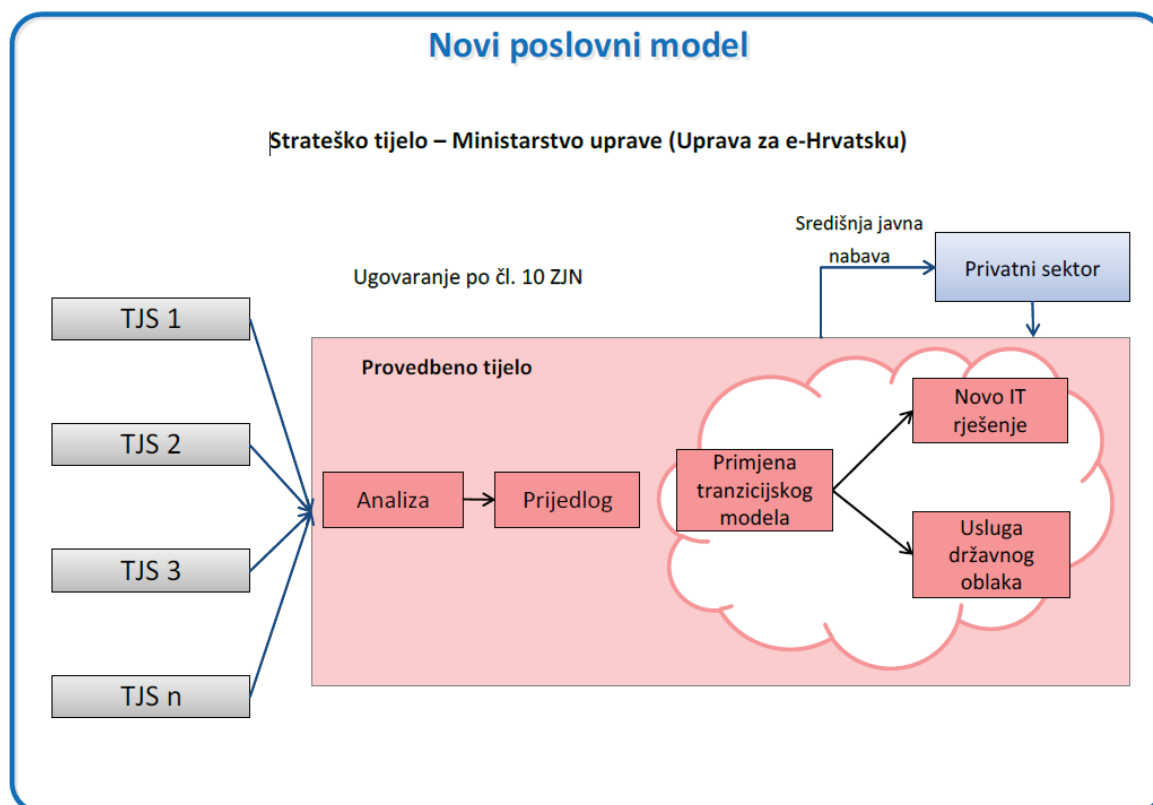 Novi poslovni model
Strateško tijelo – Ministarstvo uprave (Uprava za e-Hrvatsku)
Središnja javna
nabava
Privatni sektor
Ugovaranje po čl. 10 ZJN
TJS 1
TJS 2
TJS 3
TJS n
Provedbeno tijelo
Analiza
Prijedlog
Primjena
tranzicijskog
modela
Novo IT
rješenje
Usluga
državnog
oblaka